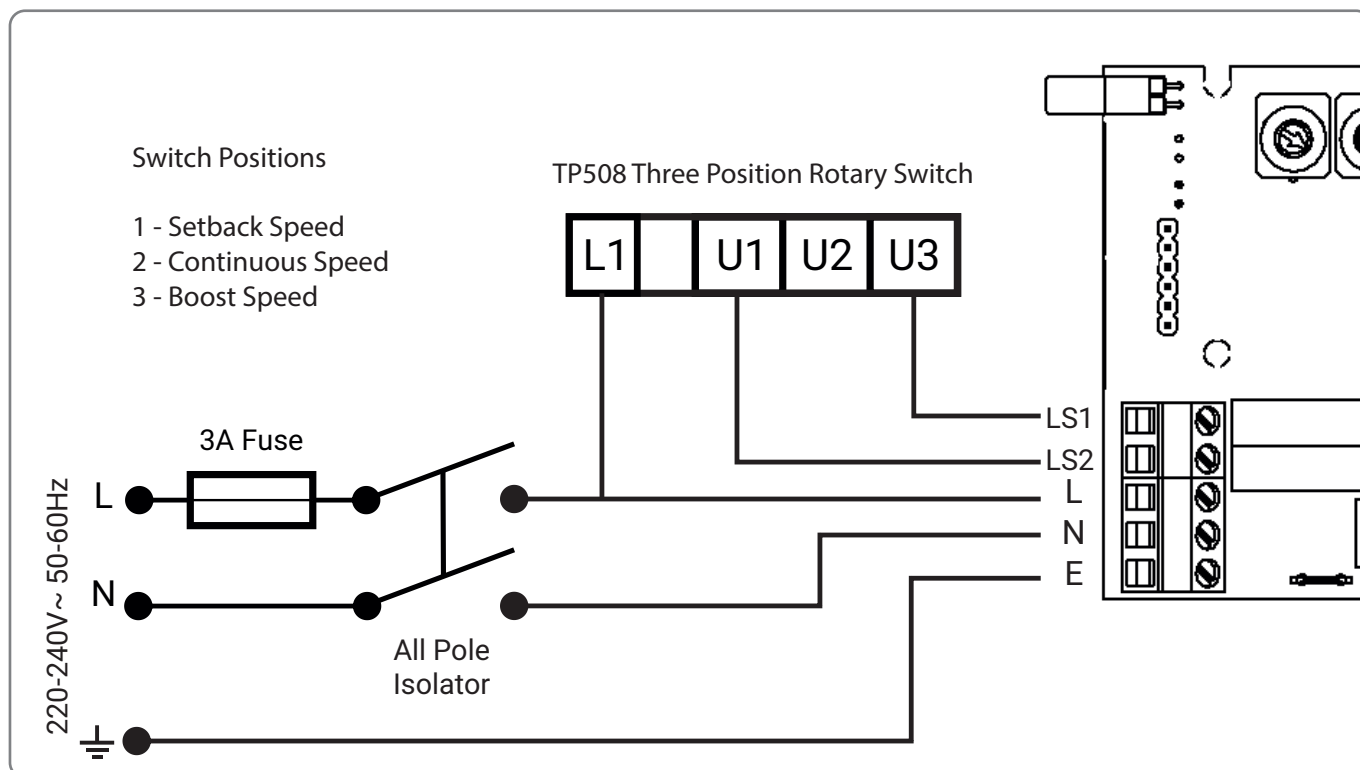 Switch Positions
1 - Setback Speed
2 - Continuous Speed
3 - Boost Speed
TP508 Three Position Rotary Switch
L1 U1 U2 U3
3A Fuse
LS1
LS2
L
N
E
L
N
220-240V~ 50-60Hz
All Pole
Isolator